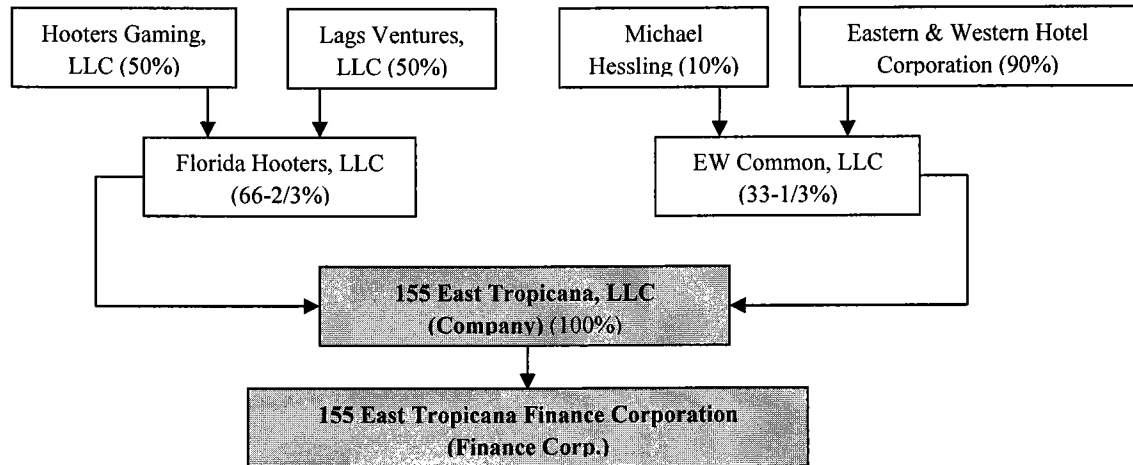 Hooters Gaming,
LLC (50%)
Lags Ventures,
LLC (50%)
Michael
Hessling (10%)
Eastern & Western Hotel
Corporation (90%)
Florida Hooters, LLC
(66-2/3%)
EW Common, LLC
(33-1/3%)
155 East Tropicana, LLC
(Company) (100%)
155 East Tropicana Finance Corporation
(Finance Corp.)